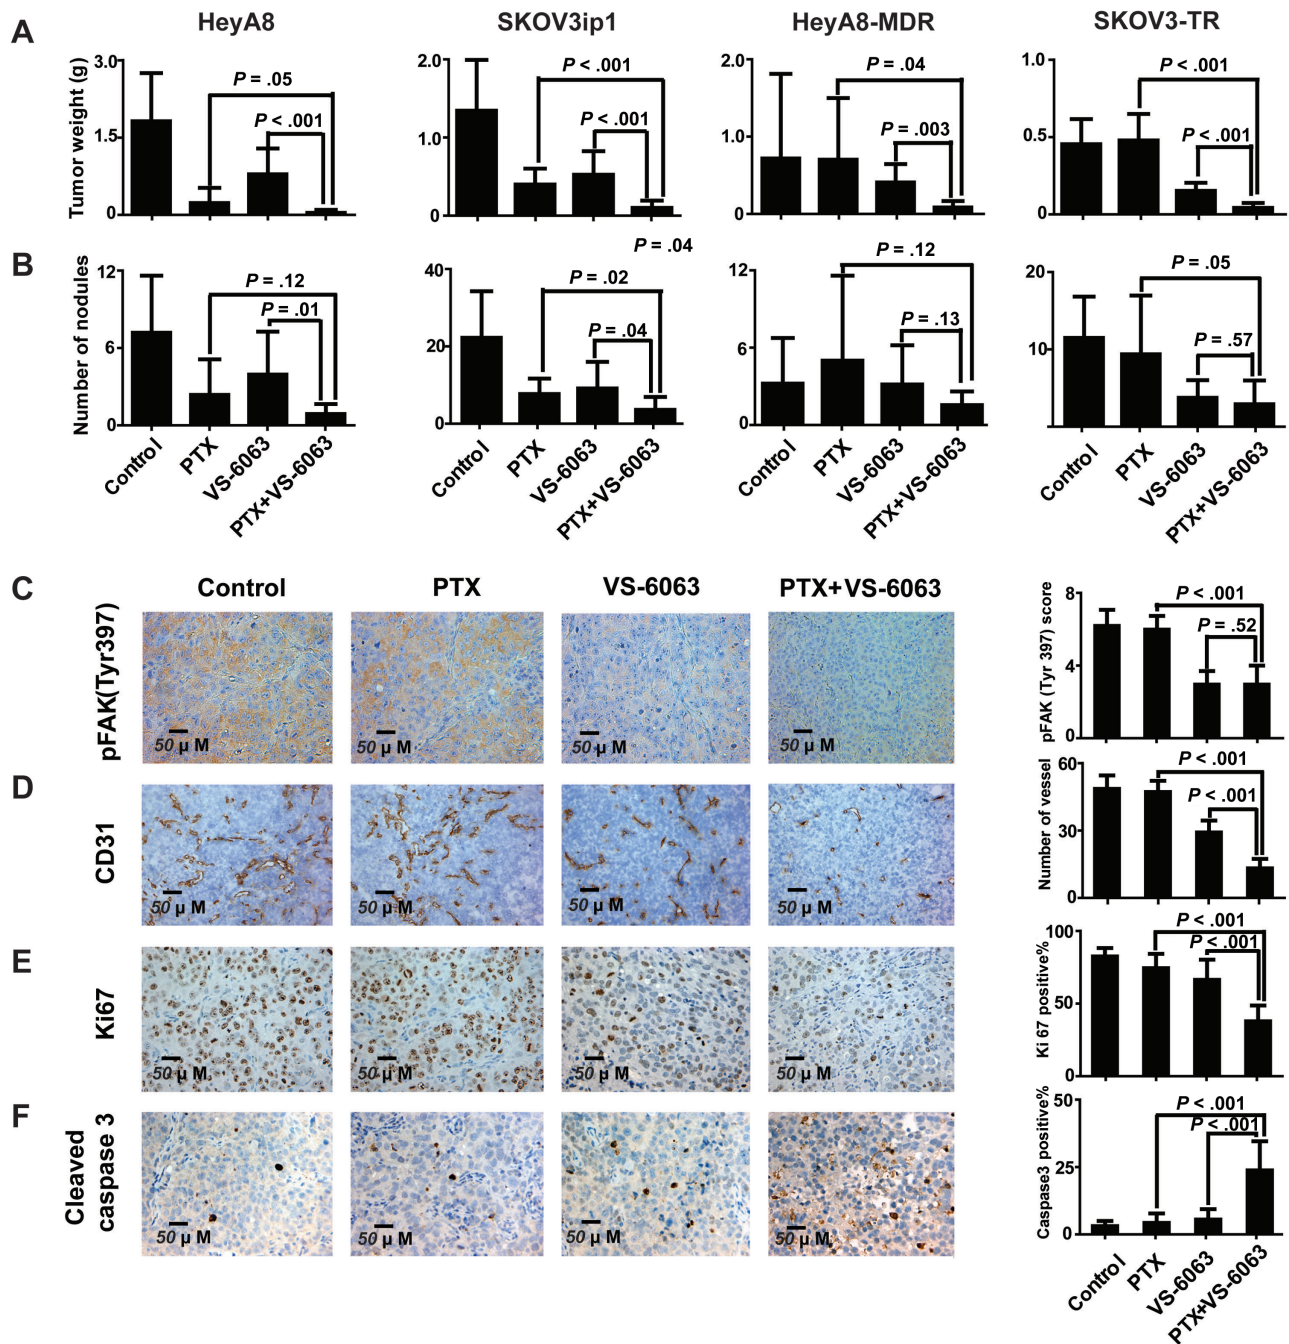 A
HeyA8
SKOV3ip1
HeyA8-MDR
SKOV3-TR
Tumor weight (g)
3.0
1.5
0
P = .05
P < .001
2.0
1.0
0
P < .001
P < .001
2.0
1.0
0
P = .04
P = .003
1.0
0.5
0
P < .001
P < .001
B
Number of nodules
12
6
0
P = .12
P = .01
P = .04
40
20
0
P = .02
P = .04
12
6
0
P = .12
P = .13
20
10
P = .05
P = .57
Control
PTX
VS-6063
PTX+VS-6063
Control
PTX
VS-6063
PTX+VS-6063
Control
PTX
VS-6063
PTX+VS-6063
Control
PTX
VS-6063
PTX+VS-6063
C
Control
PTX
VS-6063
PTX+VS-6063
pFAK(Tyr397)
50 µ M
50 µ M
50 µ M
50 µ M
pFAK (Tyr 397) score
8
4
0
P < .001
P = .52
D
CD31
50 µ M
50 µ M
50 µ M
50 µ M
Number of vessel
60
30
0
P < .001
P < .001
E
Ki67
50 µ M
50 µ M
50 µ M
50 µ M
Ki 67 positive%
100
50
0
P < .001
P < .001
F
Cleaved
caspase 3
50 µ M
50 µ M
50 µ M
50 µ M
Caspase3 positive%
50
25
0
P < .001
P < .001
Control
PTX
VS-6063
PTX+VS-6063